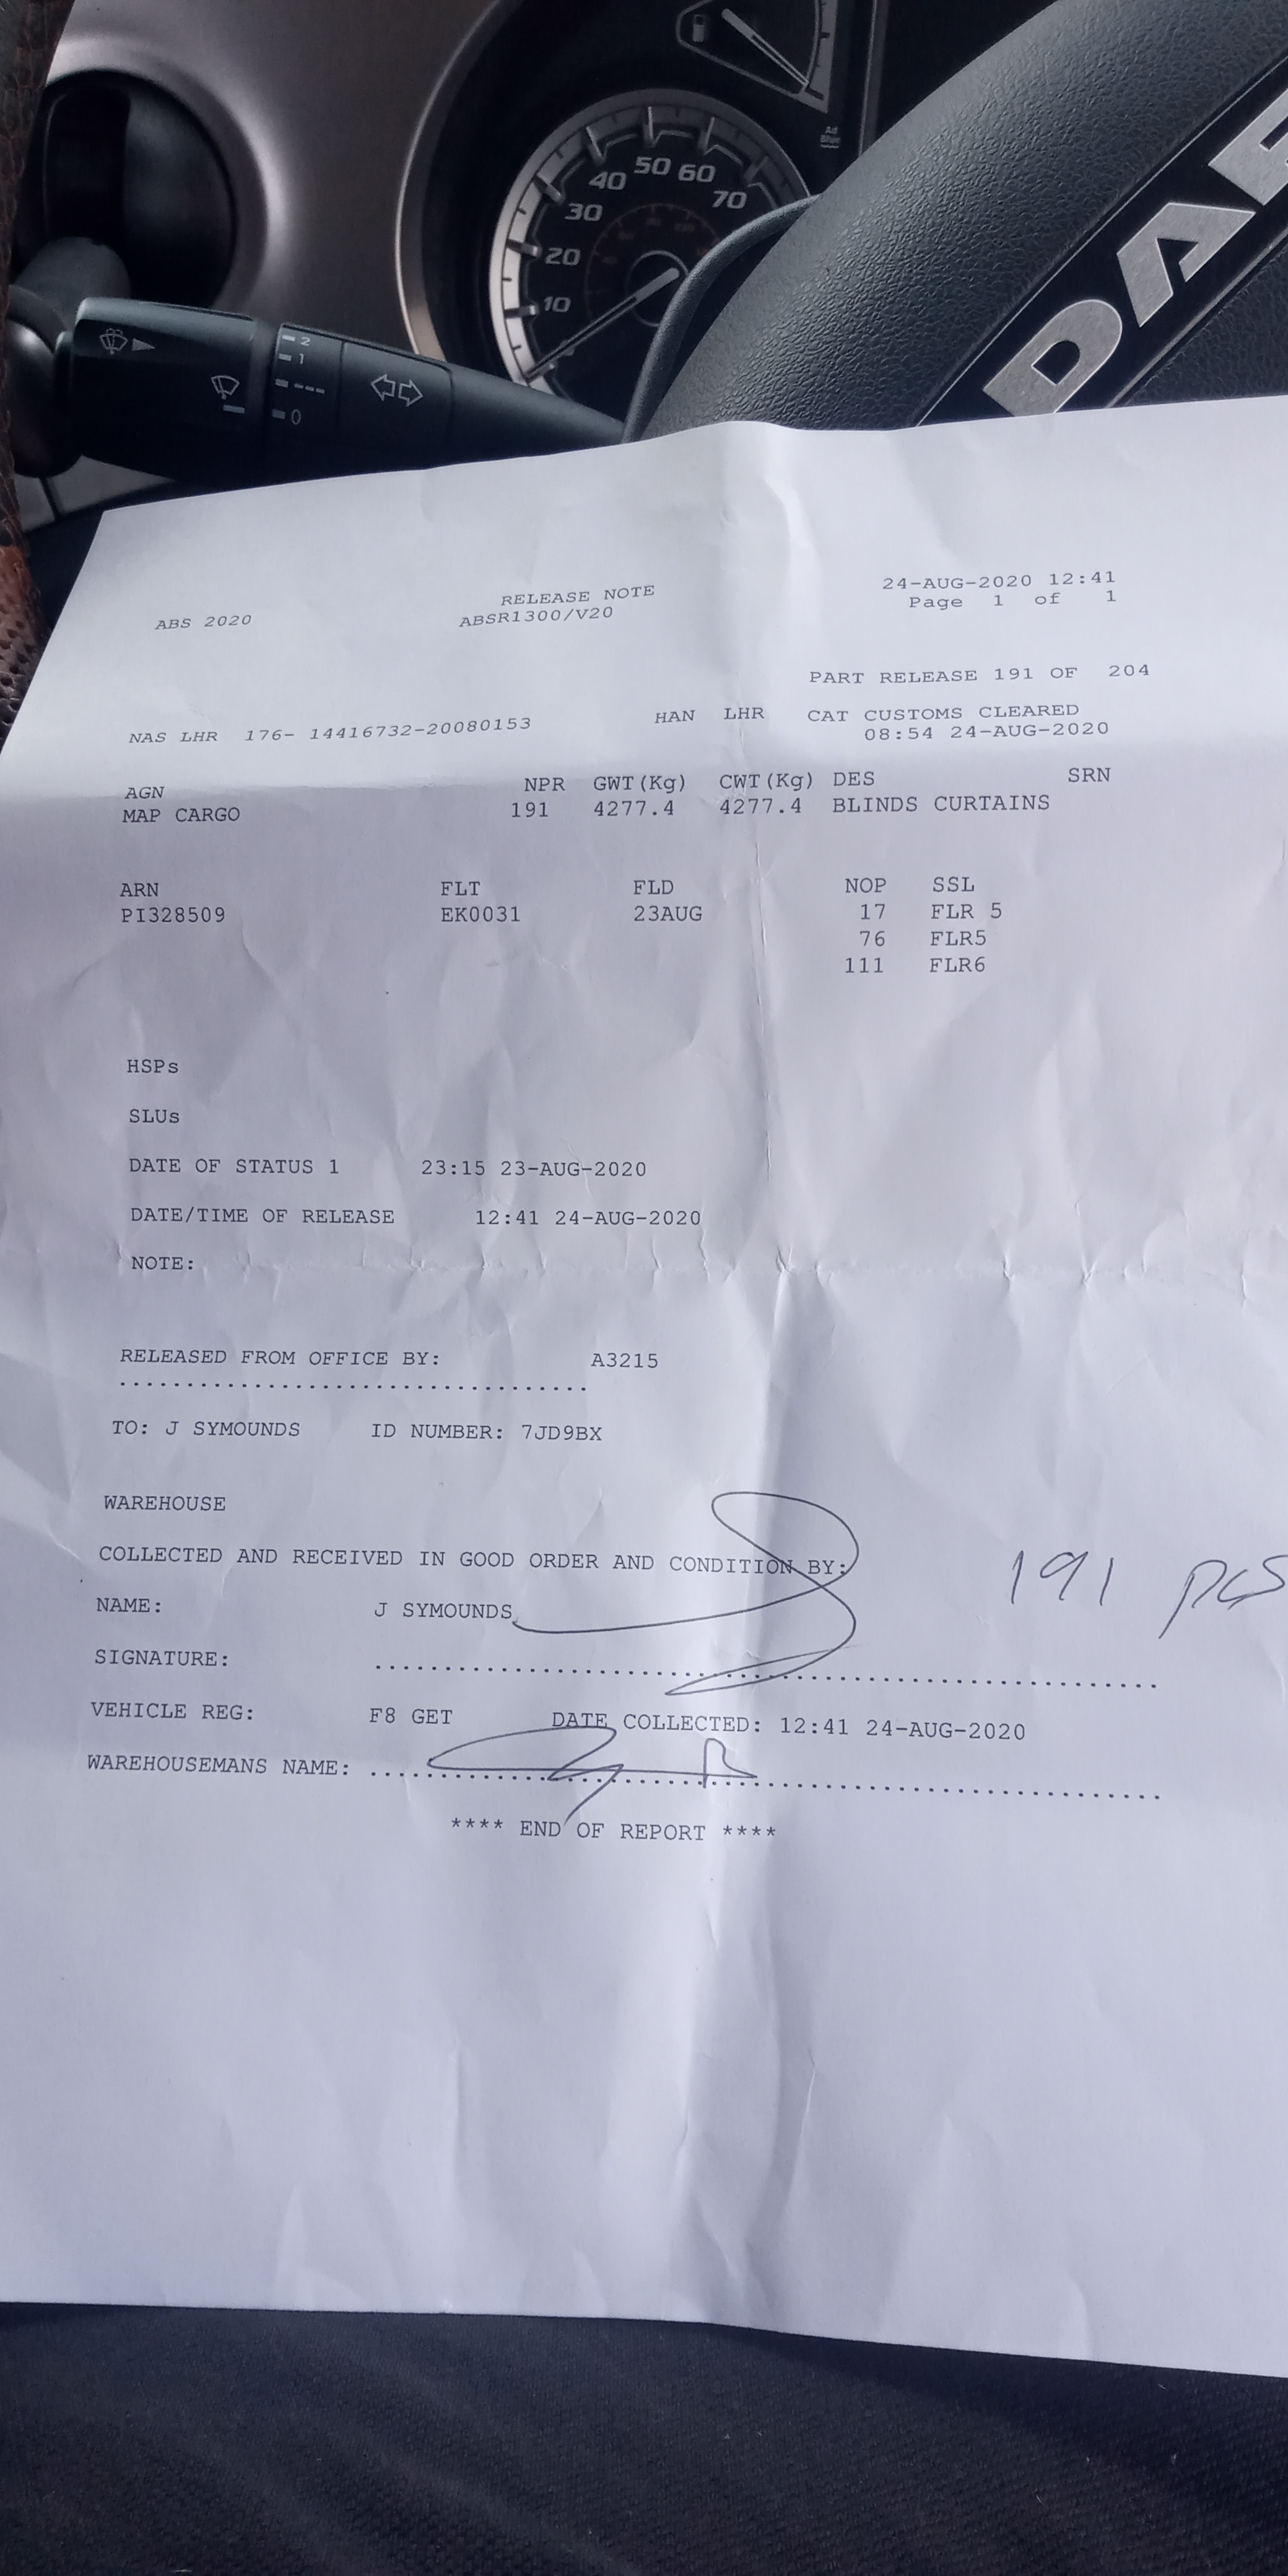 Ad
Blue
50 60
40
70
30
20
10
2
1
0
DAF
24-AUG-2020 12:41
RELEASE NOTE
Page 1 of 1
ABS 2020
ABSR1300/V20
PART RELEASE 191 OF 204
NAS LHR 176- 14416732-20080153 HAN LHR CAT CUSTOMS CLEARED
08:54 24-AUG-2020
AGN NPR GWT(Kg) CWT(Kg) DES SRN
MAP CARGO 191 4277.4 4277.4 BLINDS CURTAINS
ARN FLT FLD NOP SSL
PI328509 EK0031 23AUG 17 FLR 5
76 FLR5
111 FLR6
HSPs
SLUs
DATE OF STATUS 1 23:15 23-AUG-2020
DATE/TIME OF RELEASE 12:41 24-AUG-2020
NOTE:
RELEASED FROM OFFICE BY: A3215
TO: J SYMOUNDS ID NUMBER: 7JD9BX
WAREHOUSE
COLLECTED AND RECEIVED IN GOOD ORDER AND CONDITION BY:
191 pcs
NAME: J SYMOUNDS
SIGNATURE:
VEHICLE REG: F8 GET DATE COLLECTED: 12:41 24-AUG-2020
WAREHOUSEMANS NAME:
**** END OF REPORT ****